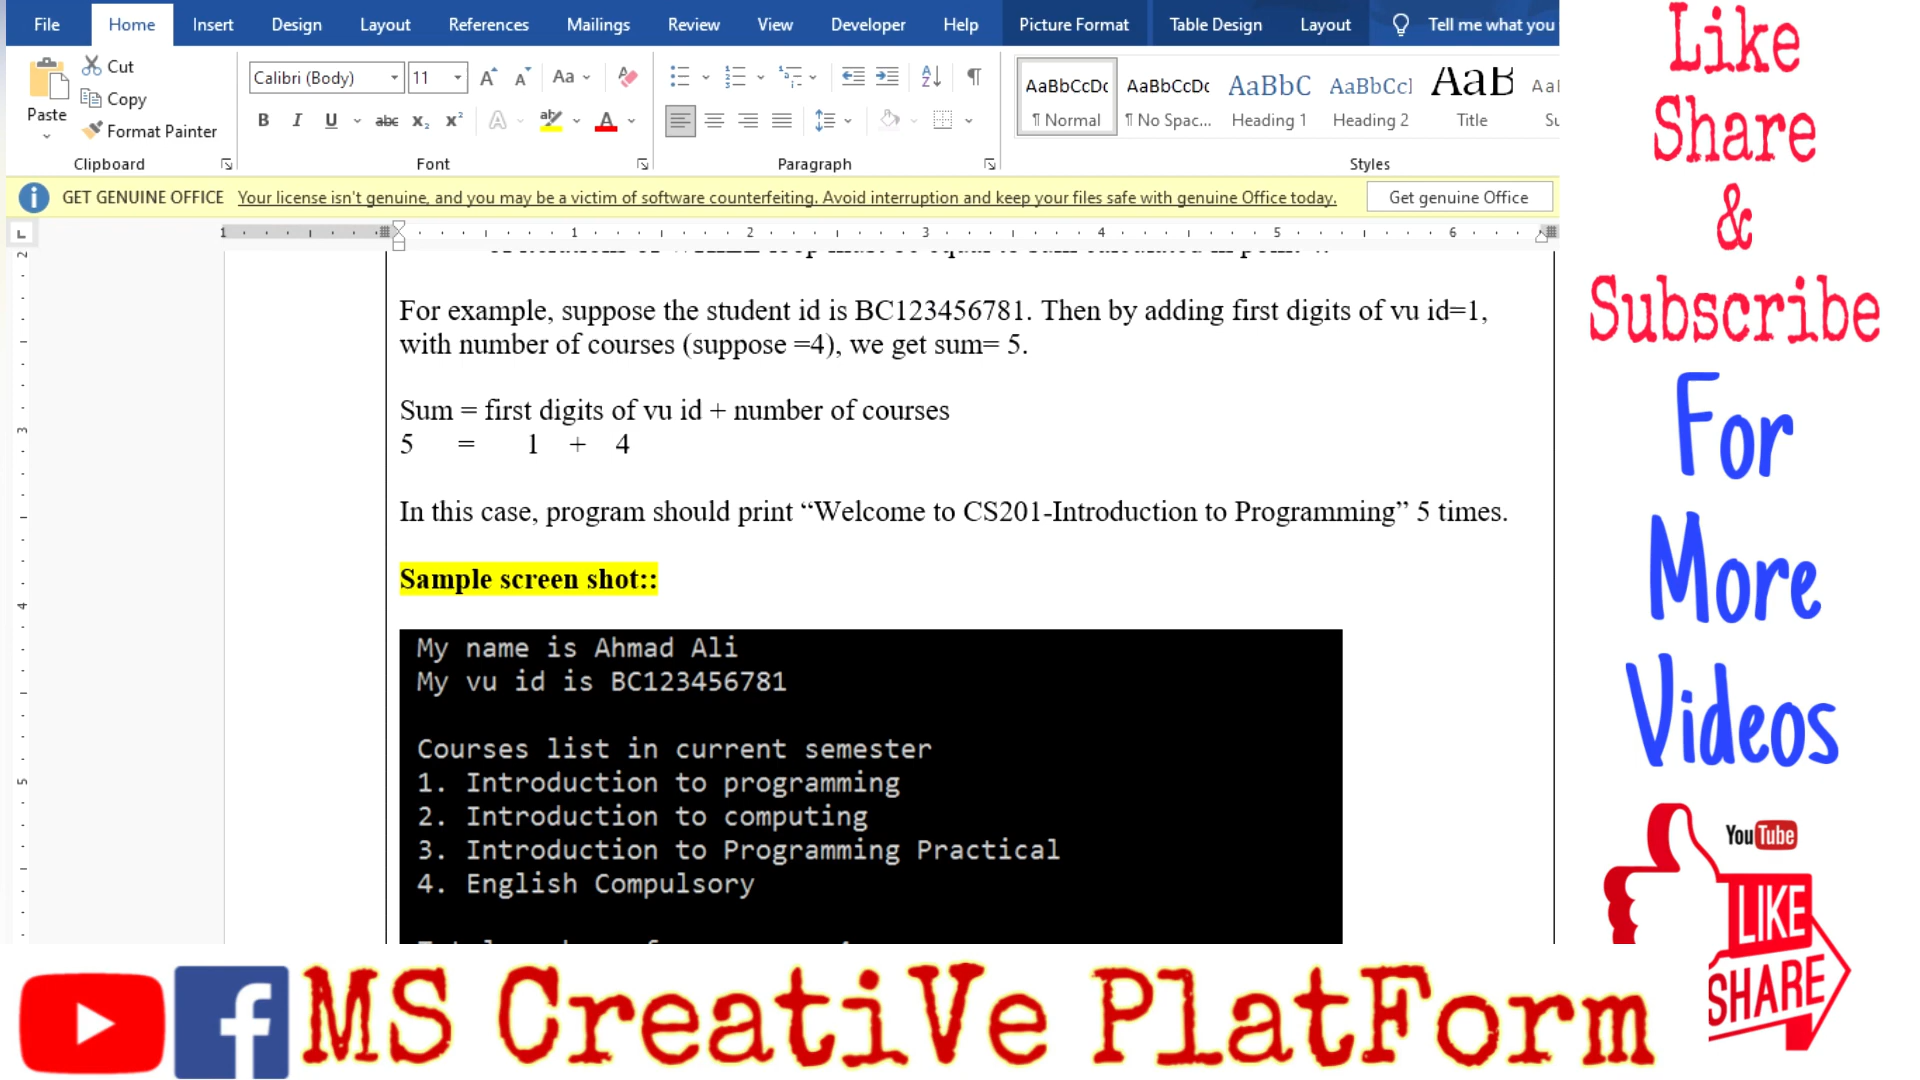 File Home Insert Design Layout References Mailings Review View Developer Help Picture Format Table Design Layout Tell me what you
Cut
Copy
Format Painter
Paste
Clipboard
Calibri (Body) 11
Font
Paragraph
AaBbCcDc AaBbCcDc AaBbC AaBbCcI AaB
¶ Normal ¶ No Spac... Heading 1 Heading 2 Title
Styles
GET GENUINE OFFICE Your license isn't genuine, and you may be a victim of software counterfeiting. Avoid interruption and keep your files safe with genuine Office today. Get genuine Office
1 1 2 3 4 5 6
For example, suppose the student id is BC123456781. Then by adding first digits of vu id=1,
with number of courses (suppose =4), we get sum= 5.
Sum = first digits of vu id + number of courses
5 = 1 + 4
In this case, program should print “Welcome to CS201-Introduction to Programming” 5 times.
Sample screen shot::
My name is Ahmad Ali
My vu id is BC123456781
Courses list in current semester
1. Introduction to programming
2. Introduction to computing
3. Introduction to Programming Practical
4. English Compulsory
Like
Share
&
Subscribe
For
More
Videos
YouTube
LIKE
SHARE
MS CreatiVe PlatForm